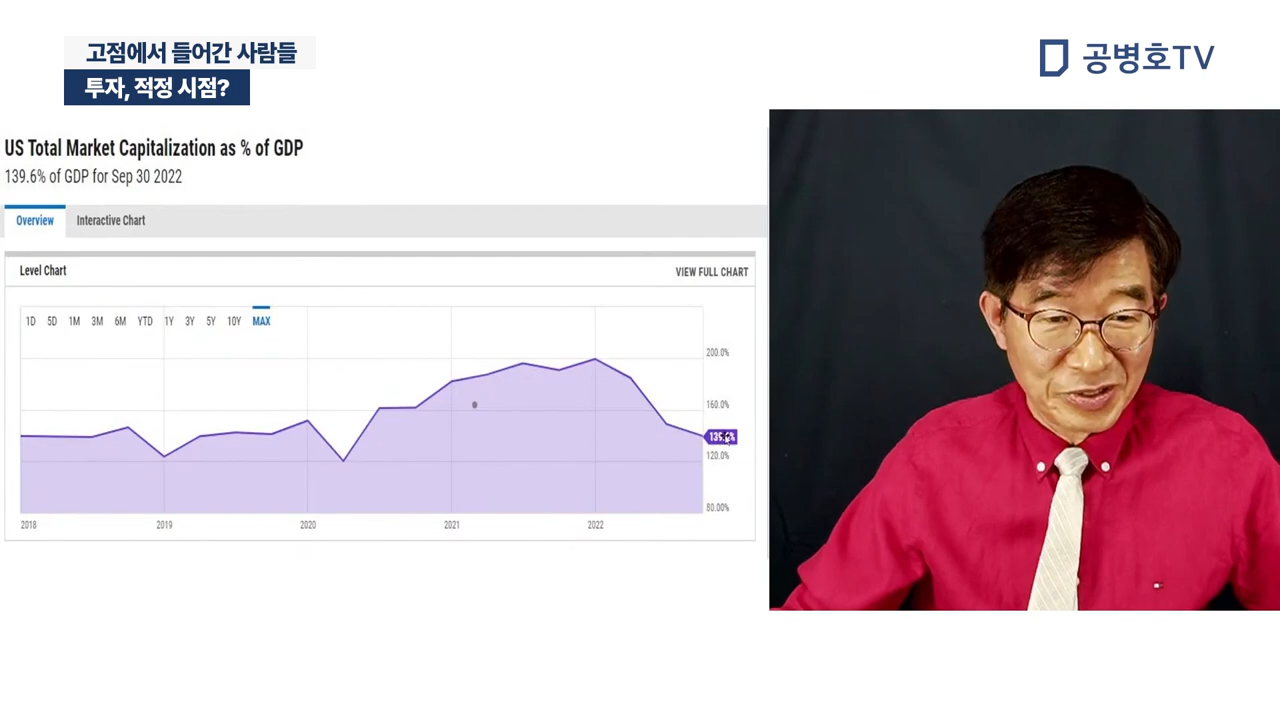 고점에서 들어간 사람들
투자, 적정 시점?
공병호TV
US Total Market Capitalization as % of GDP
139.6% of GDP for Sep 30 2022
Overview
Interactive Chart
Level Chart
VIEW FULL CHART
1D 5D 1M 3M 6M YTD 1Y 3Y 5Y 10Y MAX
200.0%
160.0%
139.6%
120.0%
80.00%
2018 2019 2020 2021 2022